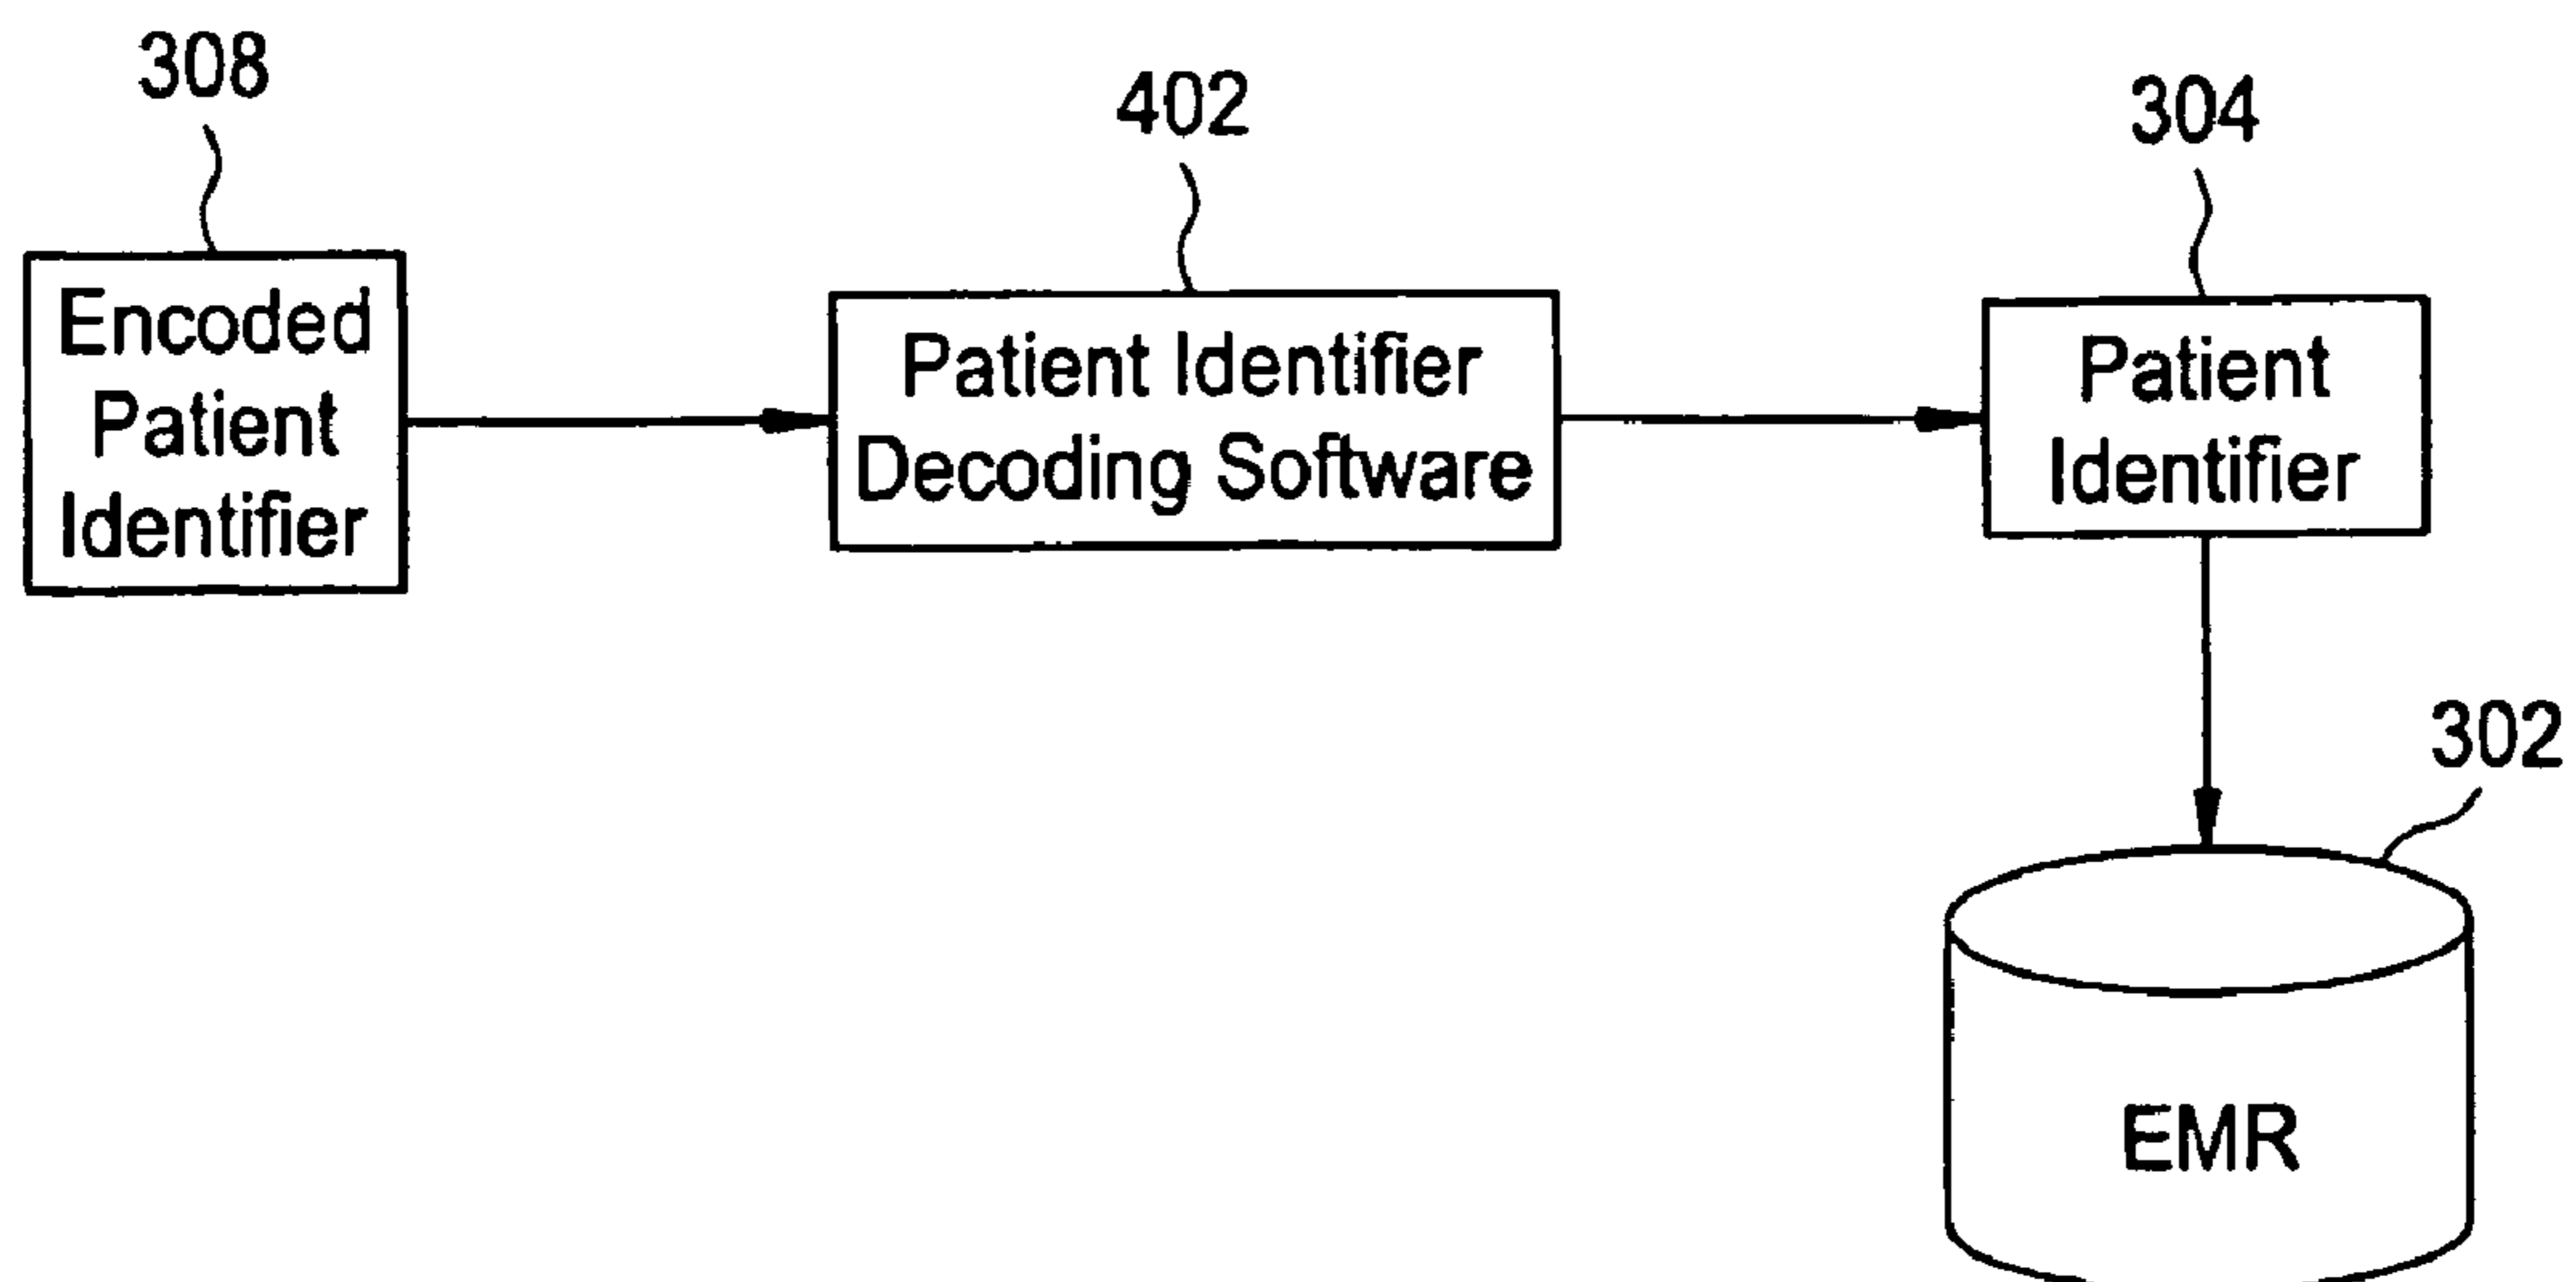 308
402
304
Encoded
Patient
Identifier
Patient Identifier
Decoding Software
Patient
Identifier
302
EMR